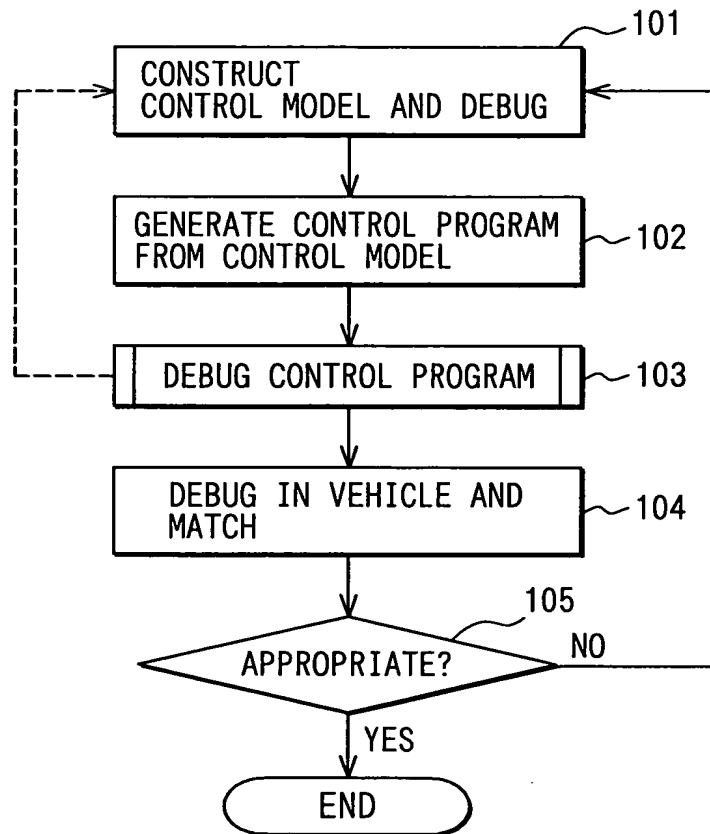 101
CONSTRUCT
CONTROL MODEL AND DEBUG
GENERATE CONTROL PROGRAM
FROM CONTROL MODEL
102
DEBUG CONTROL PROGRAM
103
DEBUG IN VEHICLE AND
MATCH
104
105
APPROPRIATE?
NO
YES
END